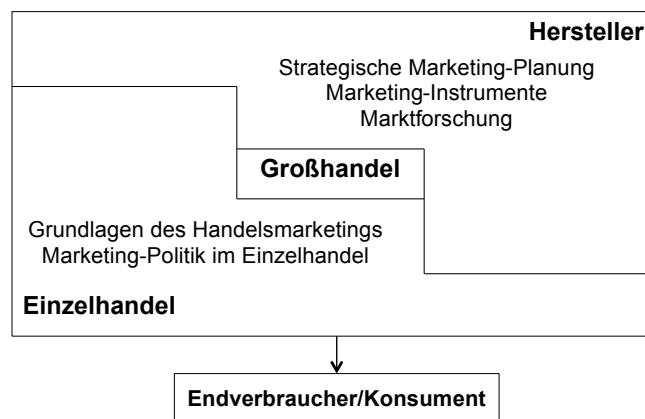 Hersteller
Strategische Marketing-Planung
Marketing-Instrumente
Marktforschung
Großhandel
Grundlagen des Handelsmarketings
Marketing-Politik im Einzelhandel
Einzelhandel
Endverbraucher/Konsument